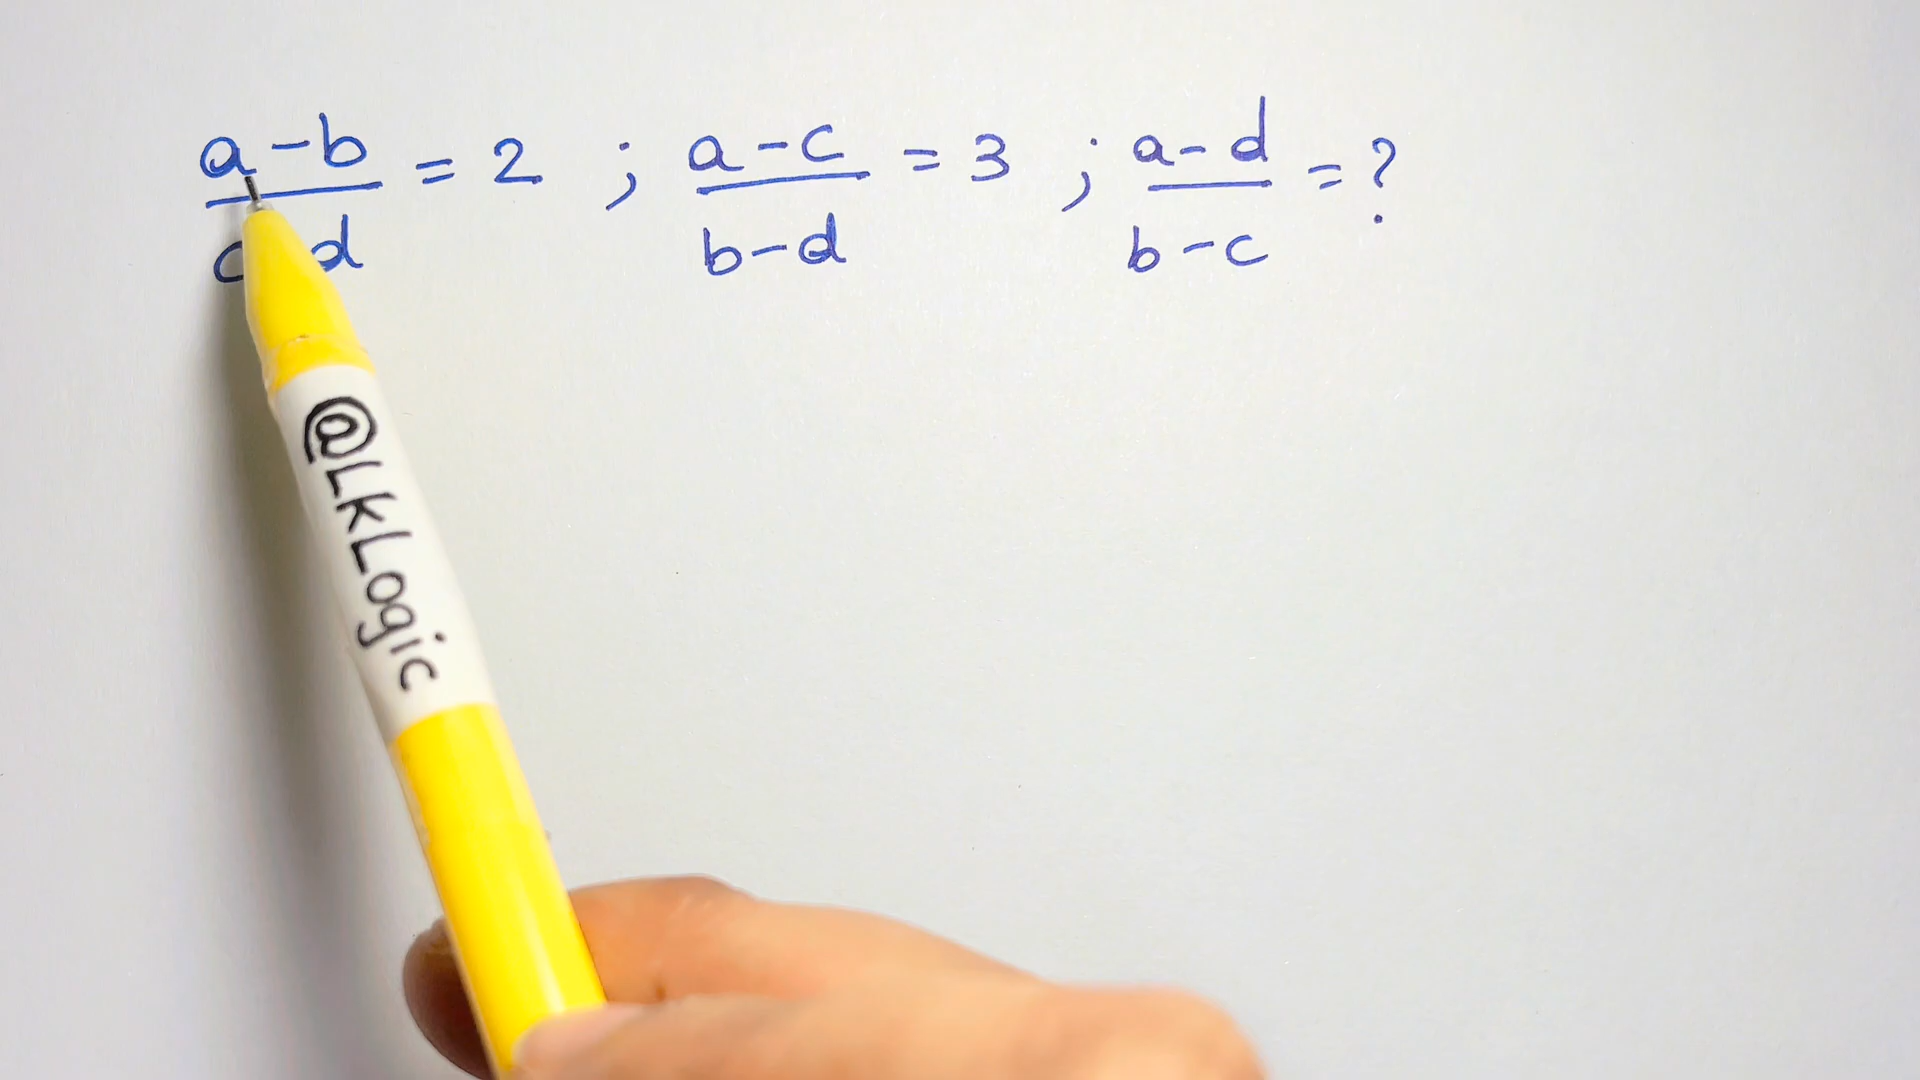 a-b = 2 ; a-c = 3 ; a-d = ?
c d b-d b-c
@LKLogic